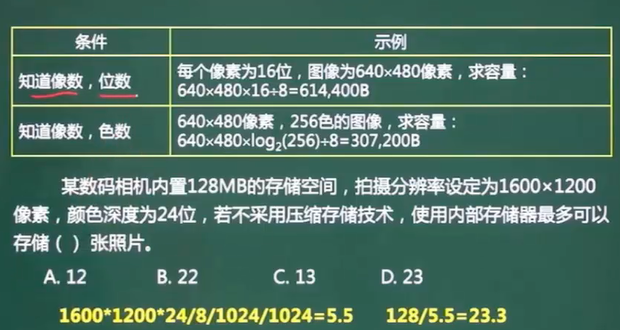 条件 示例
知道像数，位数 每个像素为16位，图像为640×480像素，求容量：
640×480×16÷8=614,400B
知道像数，色数 640×480像素，256色的图像，求容量：
640×480×log₂(256)÷8=307,200B
某数码相机内置128MB的存储空间，拍摄分辨率设定为1600×1200
像素，颜色深度为24位，若不采用压缩存储技术，使用内部存储器最多可以
存储( ）张照片。
A. 12 B. 22 C. 13 D. 23
1600*1200*24/8/1024/1024=5.5 128/5.5=23.3